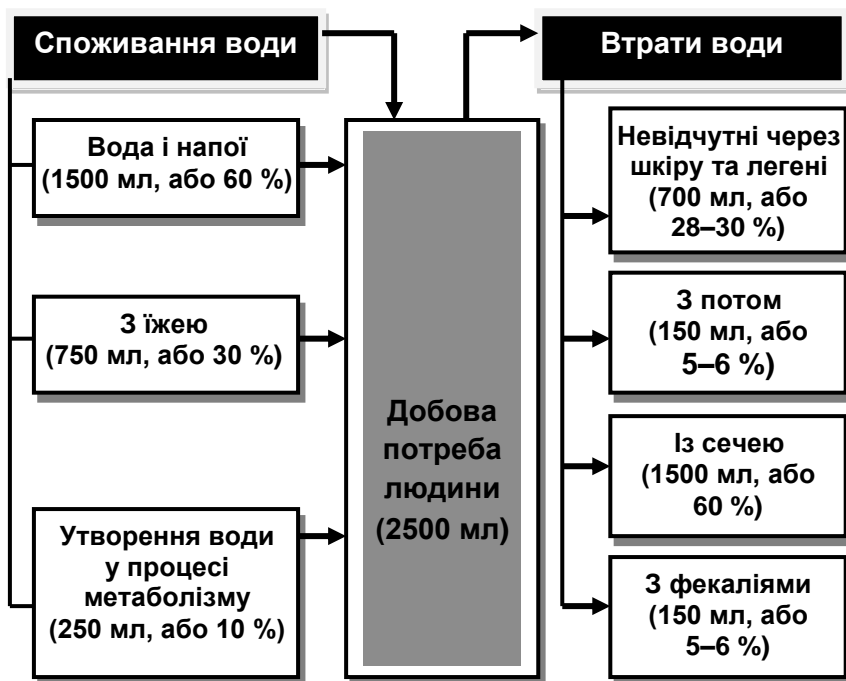 Споживання води
Вода і напої
(1500 мл, або 60 %)
З їжею
(750 мл, або 30 %)
Утворення води
у процесі
метаболізму
(250 мл, або 10 %)
Добова
потреба
людини
(2500 мл)
Втрати води
Невідчутні через
шкіру та легені
(700 мл, або
28–30 %)
З потом
(150 мл, або
5–6 %)
Із сечею
(1500 мл, або
60 %)
З фекаліями
(150 мл, або
5–6 %)